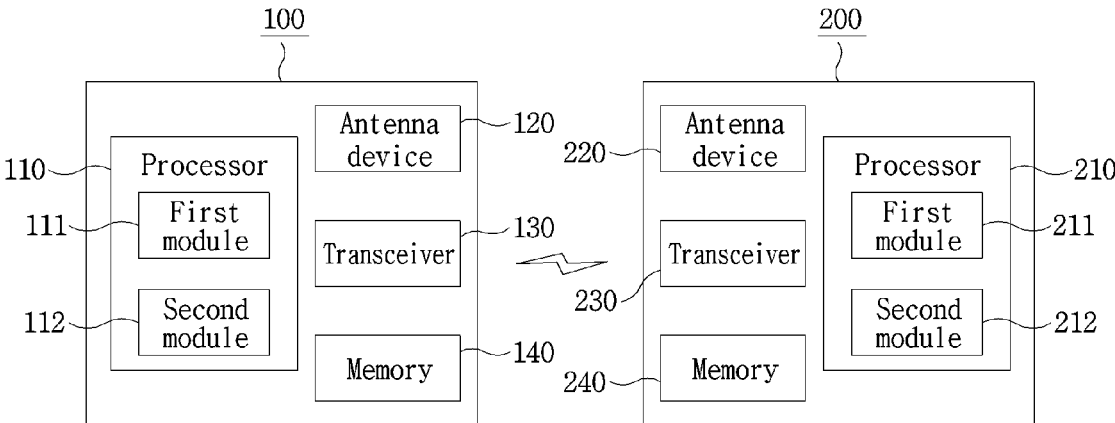 100
200
Antenna
device
120
110
Processor
111
First
module
Transceiver
130
112
Second
module
Memory
140
Antenna
device
220
Processor
210
Transceiver
230
First
module
211
Second
module
212
Memory
240